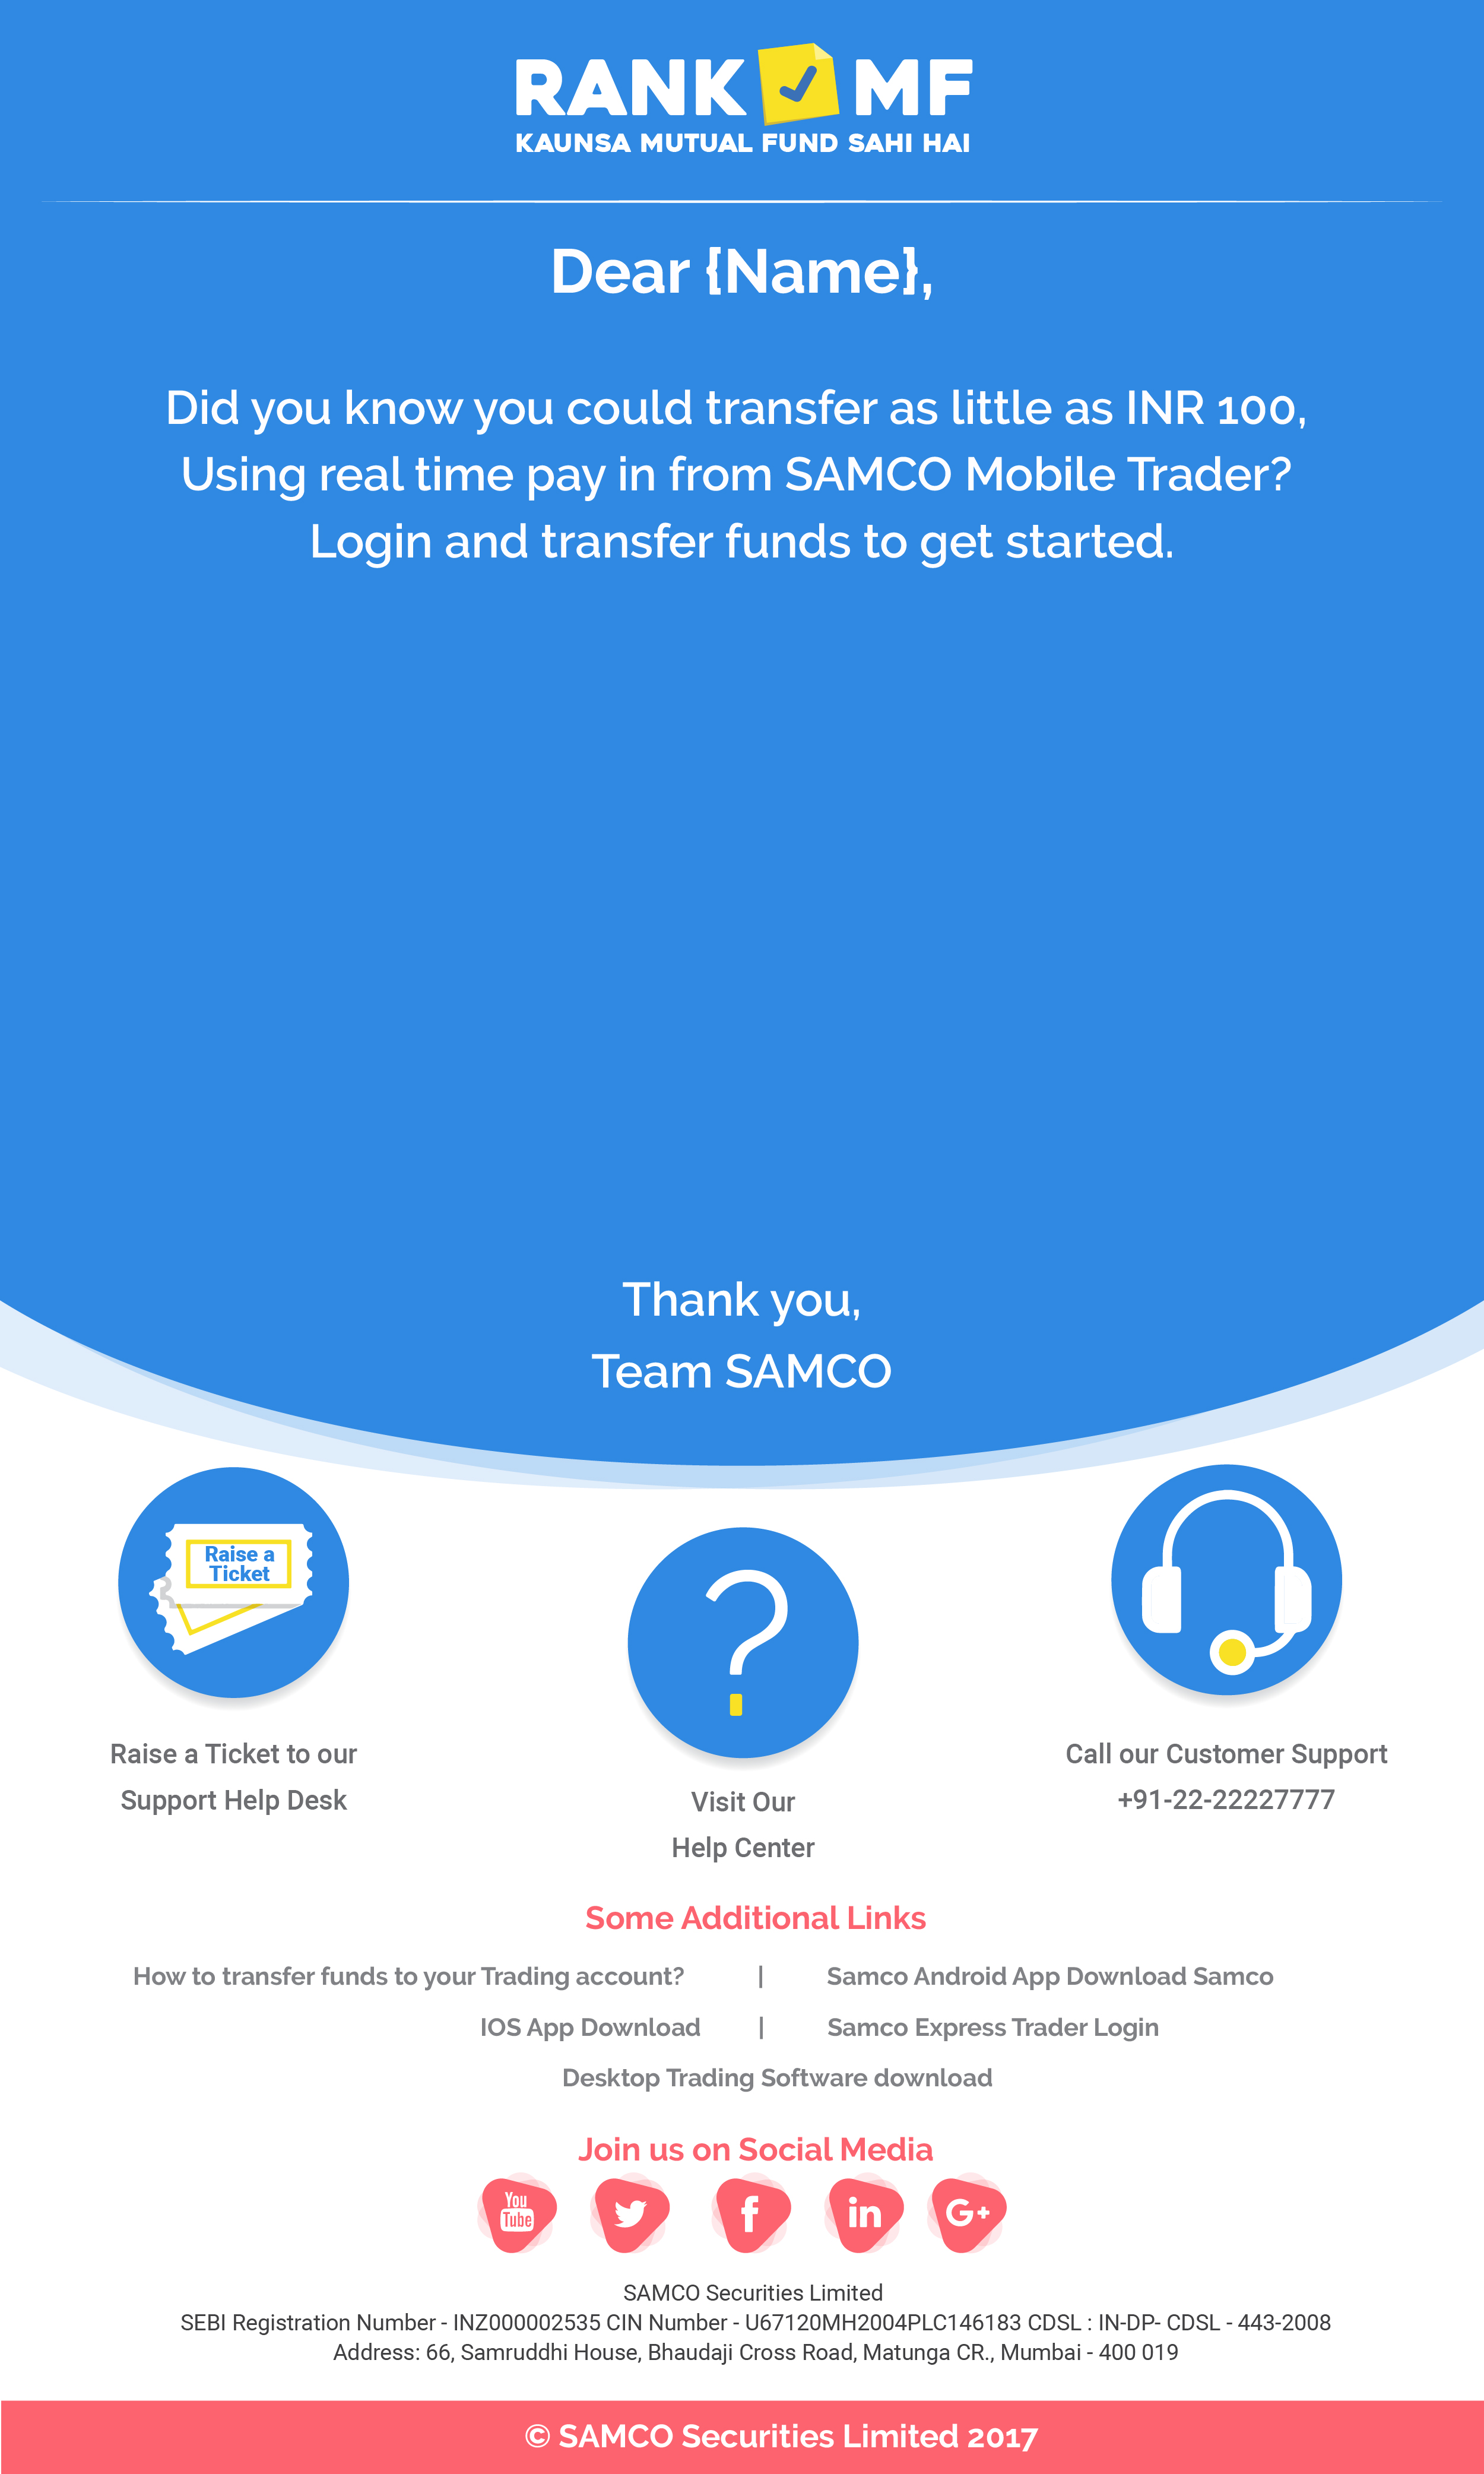 RANK MF
KAUNSA MUTUAL FUND SAHI HAI
Dear {Name},
Did you know you could transfer as little as INR 100,
Using real time pay in from SAMCO Mobile Trader?
Login and transfer funds to get started.
Thank you,
Team SAMCO
Raise a
Ticket
Raise a Ticket to our
Support Help Desk
Visit Our
Help Center
Call our Customer Support
+91-22-22227777
Some Additional Links
How to transfer funds to your Trading account? | Samco Android App Download Samco
IOS App Download | Samco Express Trader Login
Desktop Trading Software download
Join us on Social Media
You
Tube
f
in
G+
SAMCO Securities Limited
SEBI Registration Number - INZ000002535 CIN Number - U67120MH2004PLC146183 CDSL : IN-DP- CDSL - 443-2008
Address: 66, Samruddhi House, Bhaudaji Cross Road, Matunga CR., Mumbai - 400 019
© SAMCO Securities Limited 2017